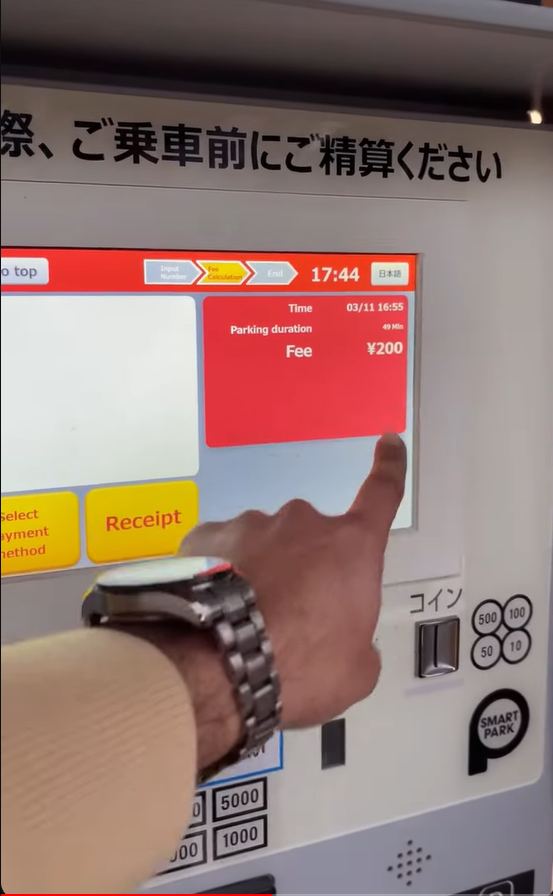 祭、ご乗車前にご精算ください
o top
Input
Number
Fee
Calculation
End
17:44
日本語
Time 03/11 16:55
Parking duration 49 Min
Fee ¥200
Select
ayment
method
Receipt
コイン
500 100
50 10
SMART
PARK
0 5000
000 1000